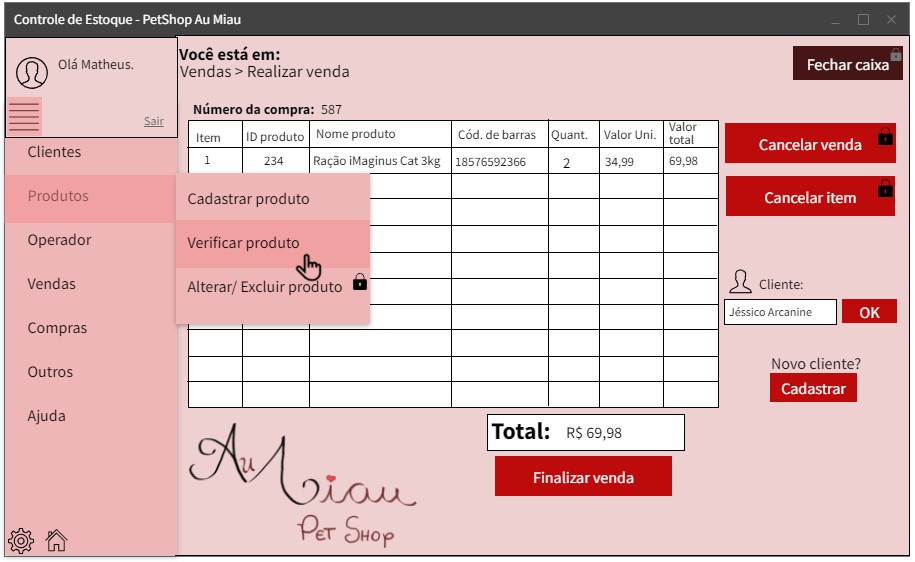 Controle de Estoque - PetShop Au Miau
Olá Matheus.
Sair
Você está em:
Vendas > Realizar venda
Fechar caixa
Número da compra: 587
Item ID produto Nome produto Cód. de barras Quant. Valor Uni. Valor total
1 234 Ração iMaginus Cat 3kg 18576592366 2 34,99 69,98
Clientes
Produtos
Operador
Vendas
Compras
Outros
Ajuda
Cadastrar produto
Verificar produto
Alterar/ Excluir produto
Cancelar venda
Cancelar item
Cliente:
Jéssico Arcanine
OK
Novo cliente?
Cadastrar
Total: R$ 69,98
Finalizar venda
Au Miau
Pet Shop